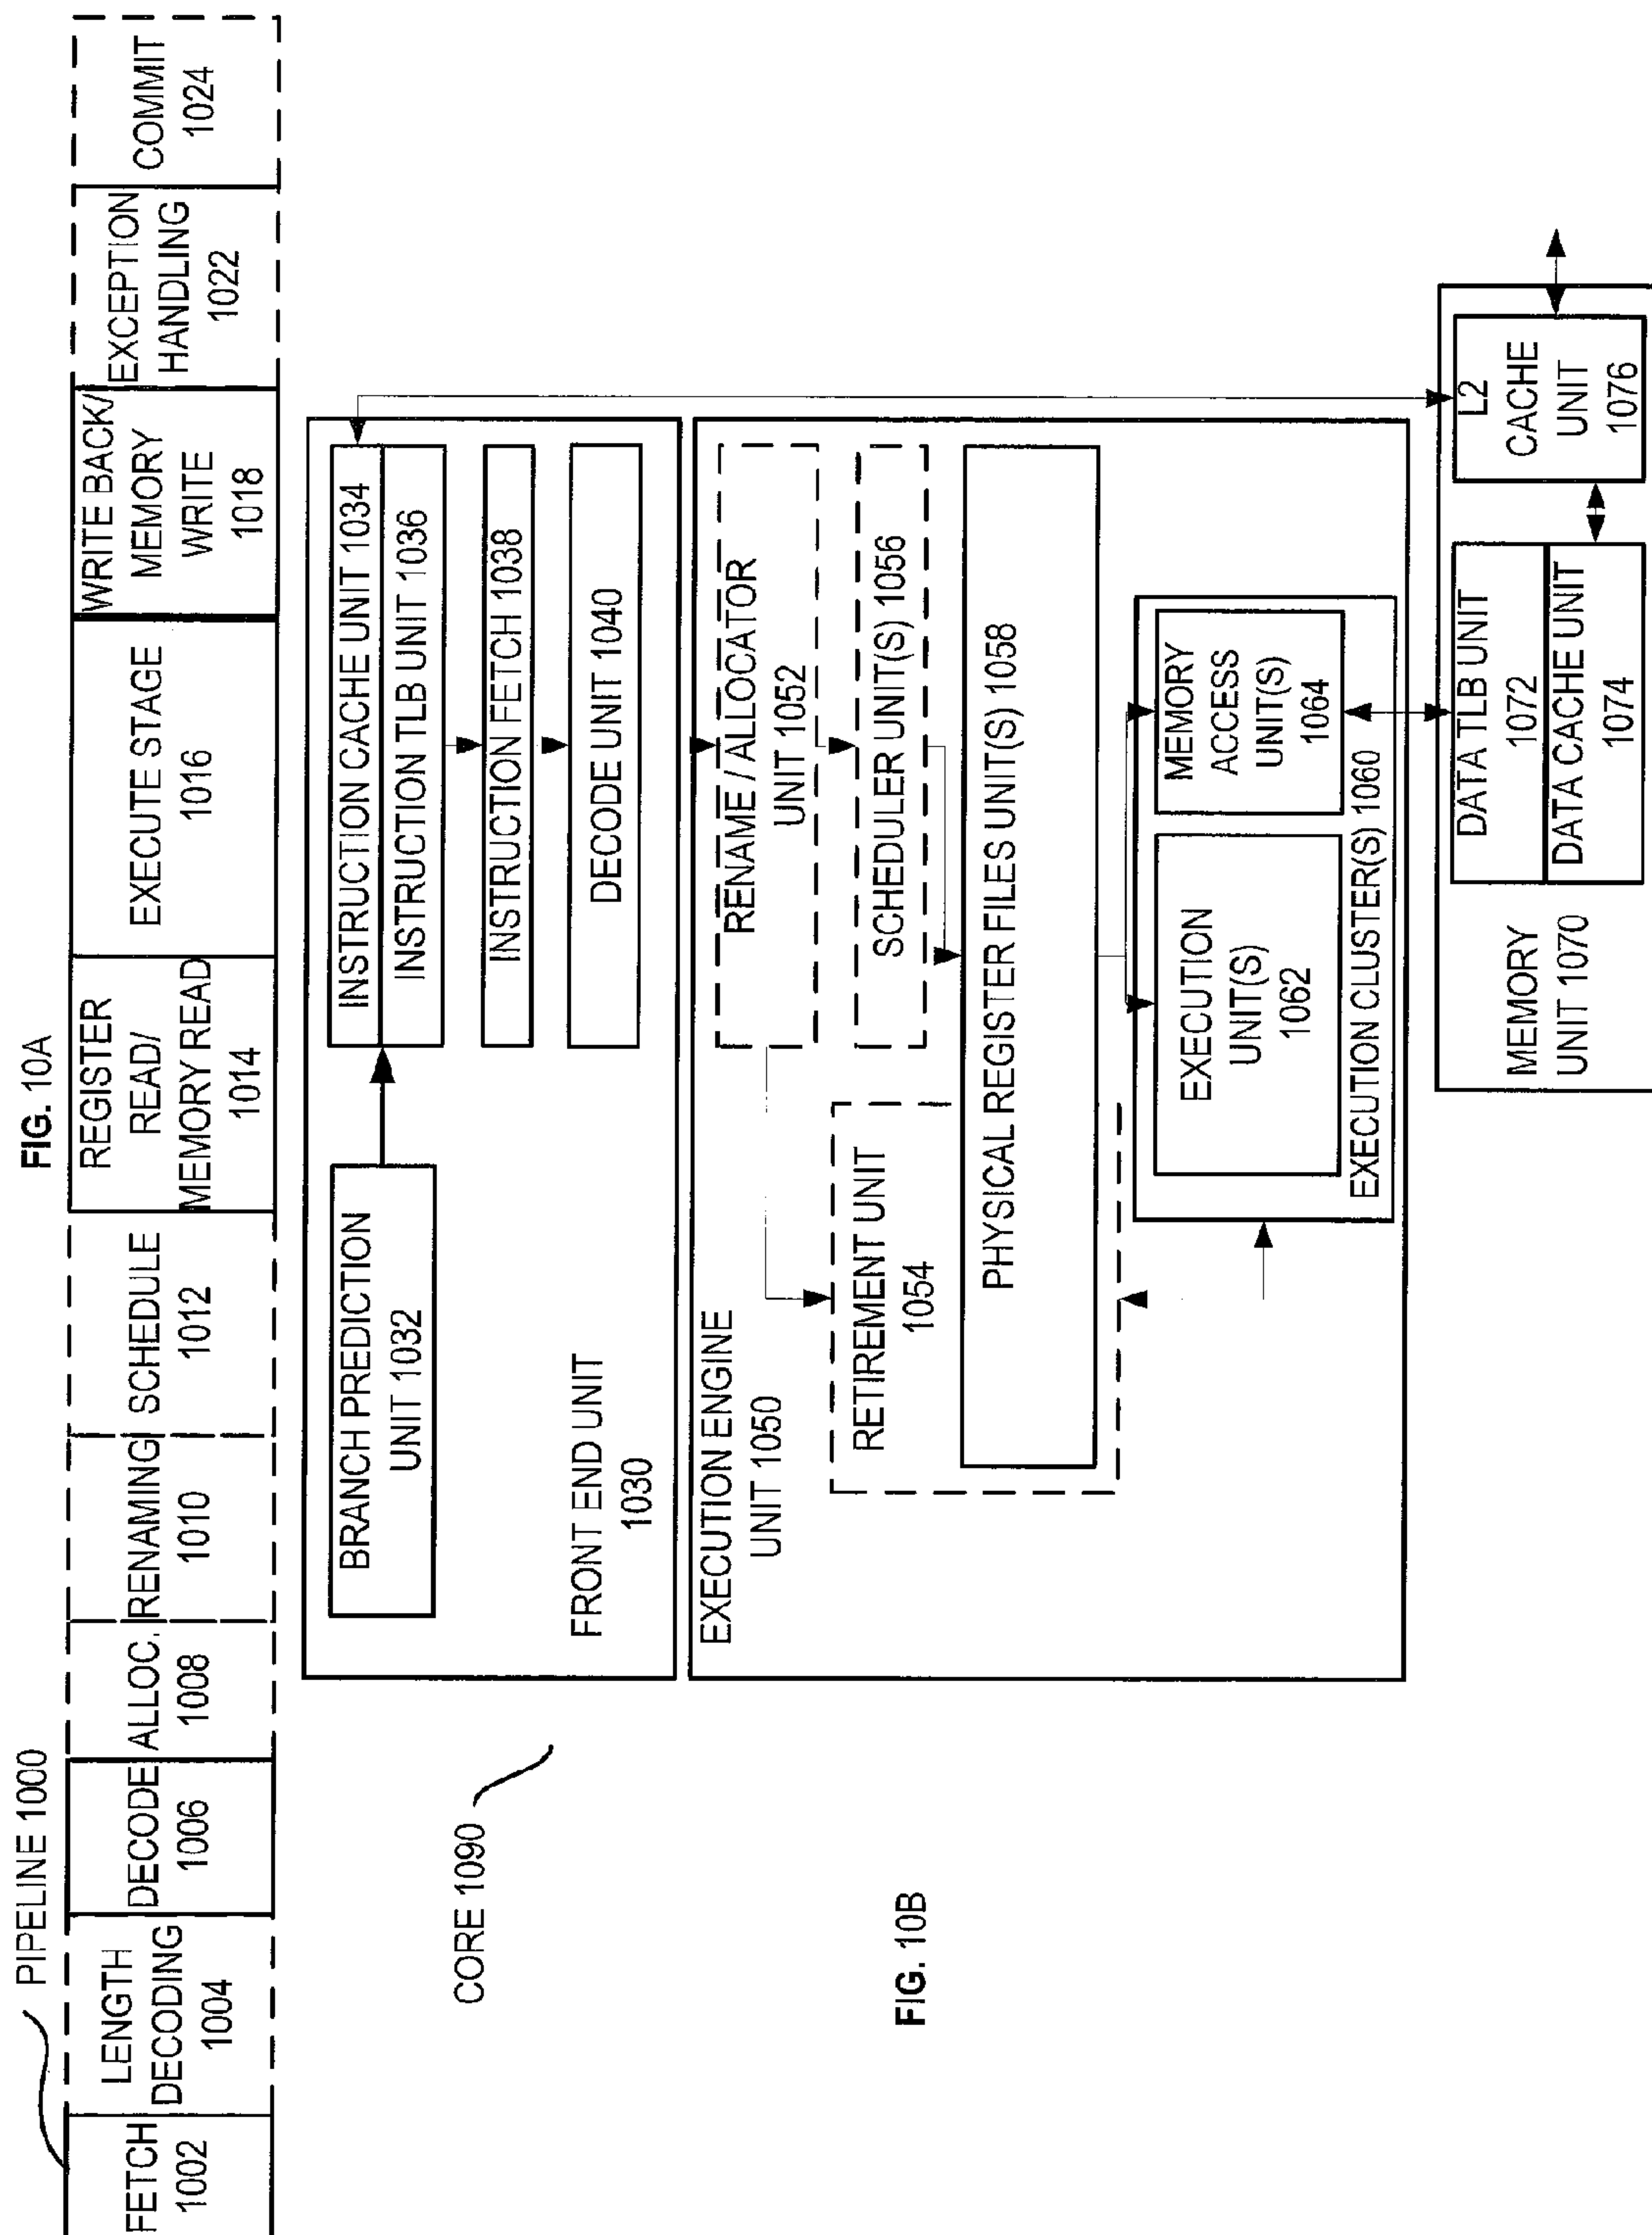 FIG. 10A
PIPELINE 1000
FETCH
1002
LENGTH
DECODING
1004
DECODE
1006
ALLOC.
1008
RENAMING
1010
SCHEDULE
1012
REGISTER
READ/
MEMORY READ
1014
EXECUTE STAGE
1016
WRITE BACK/
MEMORY
WRITE
1018
EXCEPTION
HANDLING
1022
COMMIT
1024
CORE 1090
FRONT END UNIT
1030
BRANCH PREDICTION
UNIT 1032
INSTRUCTION CACHE UNIT 1034
INSTRUCTION TLB UNIT 1036
INSTRUCTION FETCH 1038
DECODE UNIT 1040
EXECUTION ENGINE
UNIT 1050
RENAME / ALLOCATOR
UNIT 1052
RETIREMENT UNIT
1054
SCHEDULER UNIT(S) 1056
PHYSICAL REGISTER FILES UNIT(S) 1058
EXECUTION
UNIT(S)
1062
MEMORY
ACCESS
UNIT(S)
1064
EXECUTION CLUSTER(S) 1060
MEMORY
UNIT 1070
DATA TLB UNIT
1072
DATA CACHE UNIT
1074
L2
CACHE
UNIT
1076
FIG. 10B